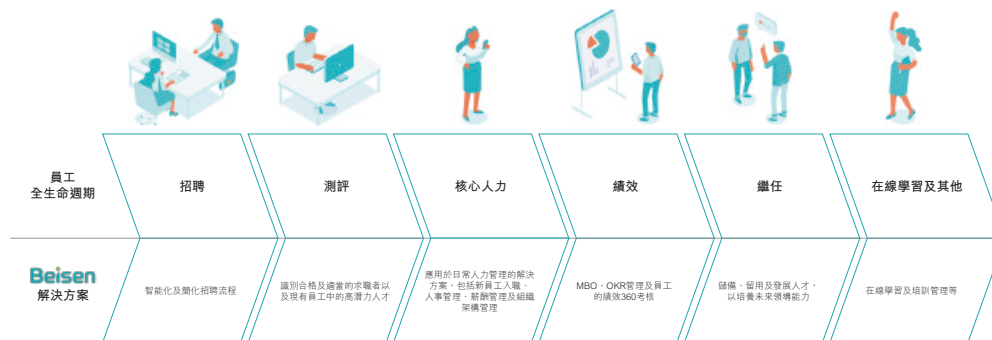 員工
全生命週期
招聘
測評
核心人力
績效
繼任
在線學習及其他
Beisen
解決方案
智能化及簡化招聘流程
識別合格及適當的求職者以
及現有員工中的高潛力人才
應用於日常人力管理的解決
方案，包括新員工入職、
人事管理、薪酬管理及組織
架構管理
MBO、OKR管理及員工
的績效360考核
儲備、留用及發展人才，
以培養未來領導能力
在線學習及培訓管理等